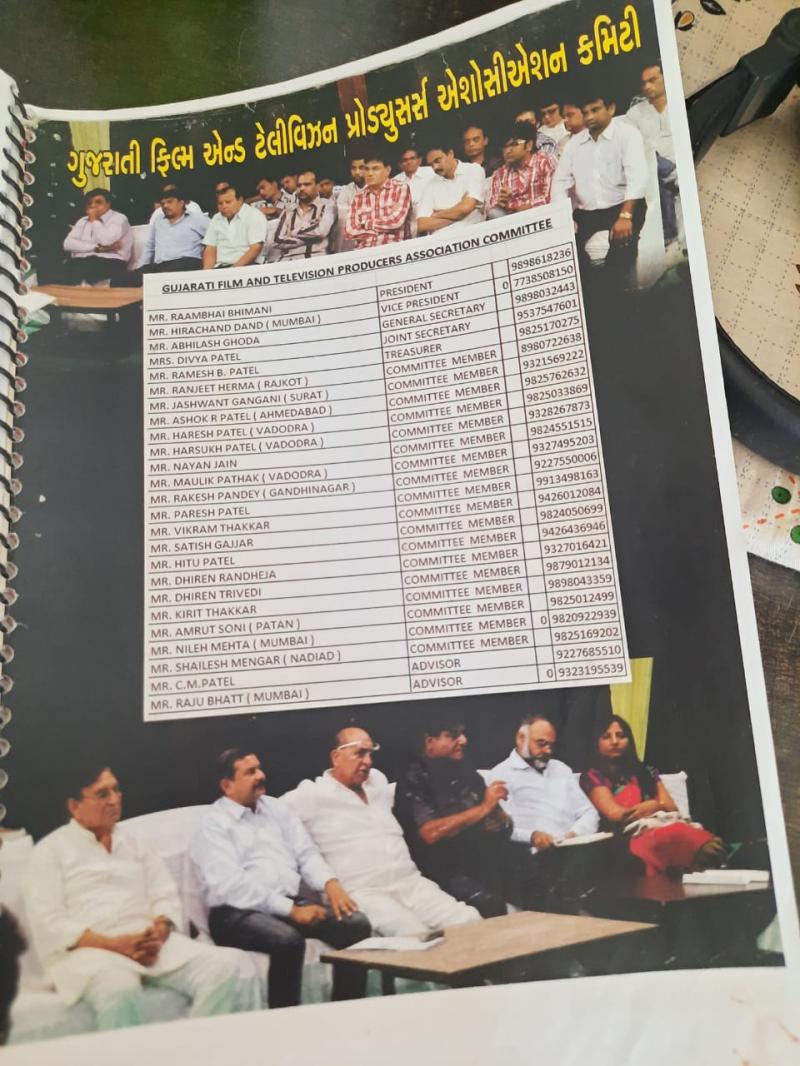 ગુજરાતી ફિલ્મ એન્ડ ટેલીવિઝન પ્રોડ્યુસર્સ એશોસીએશન કમિટી
GUJARATI FILM AND TELEVISION PRODUCERS ASSOCIATION COMMITTEE
MR. RAAMBHAI BHIMANI PRESIDENT 9898618236
MR. HIRACHAND DAND ( MUMBAI ) VICE PRESIDENT 0 7738508150
MR. ABHILASH GHODA GENERAL SECRETARY 9898032443
MRS. DIVYA PATEL JOINT SECRETARY 9537547601
MR. RAMESH B. PATEL TREASURER 9825170275
MR. RANJEET HERMA ( RAJKOT ) COMMITTEE MEMBER 8980722638
MR. JASHWANT GANGANI ( SURAT ) COMMITTEE MEMBER 9321569222
MR. ASHOK R PATEL ( AHMEDABAD ) COMMITTEE MEMBER 9825762632
MR. HARESH PATEL ( VADODRA ) COMMITTEE MEMBER 9825033869
MR. HARSUKH PATEL ( VADODRA ) COMMITTEE MEMBER 9328267873
MR. NAYAN JAIN COMMITTEE MEMBER 9824551515
MR. MAULIK PATHAK ( VADODRA ) COMMITTEE MEMBER 9327495203
MR. RAKESH PANDEY ( GANDHINAGAR ) COMMITTEE MEMBER 9227550006
MR. PARESH PATEL COMMITTEE MEMBER 9913498163
MR. VIKRAM THAKKAR COMMITTEE MEMBER 9426012084
MR. SATISH GAJJAR COMMITTEE MEMBER 9824050699
MR. HITU PATEL COMMITTEE MEMBER 9426436946
MR. DHIREN RANDHEJA COMMITTEE MEMBER 9327016421
MR. DHIREN TRIVEDI COMMITTEE MEMBER 9879012134
MR. KIRIT THAKKAR COMMITTEE MEMBER 9898043359
MR. AMRUT SONI ( PATAN ) COMMITTEE MEMBER 9825012499
MR. NILEH MEHTA ( MUMBAI ) COMMITTEE MEMBER 0 9820922939
MR. SHAILESH MENGAR ( NADIAD ) COMMITTEE MEMBER 9825169202
MR. C.M.PATEL ADVISOR 9227685510
MR. RAJU BHATT ( MUMBAI ) ADVISOR 0 9323195539